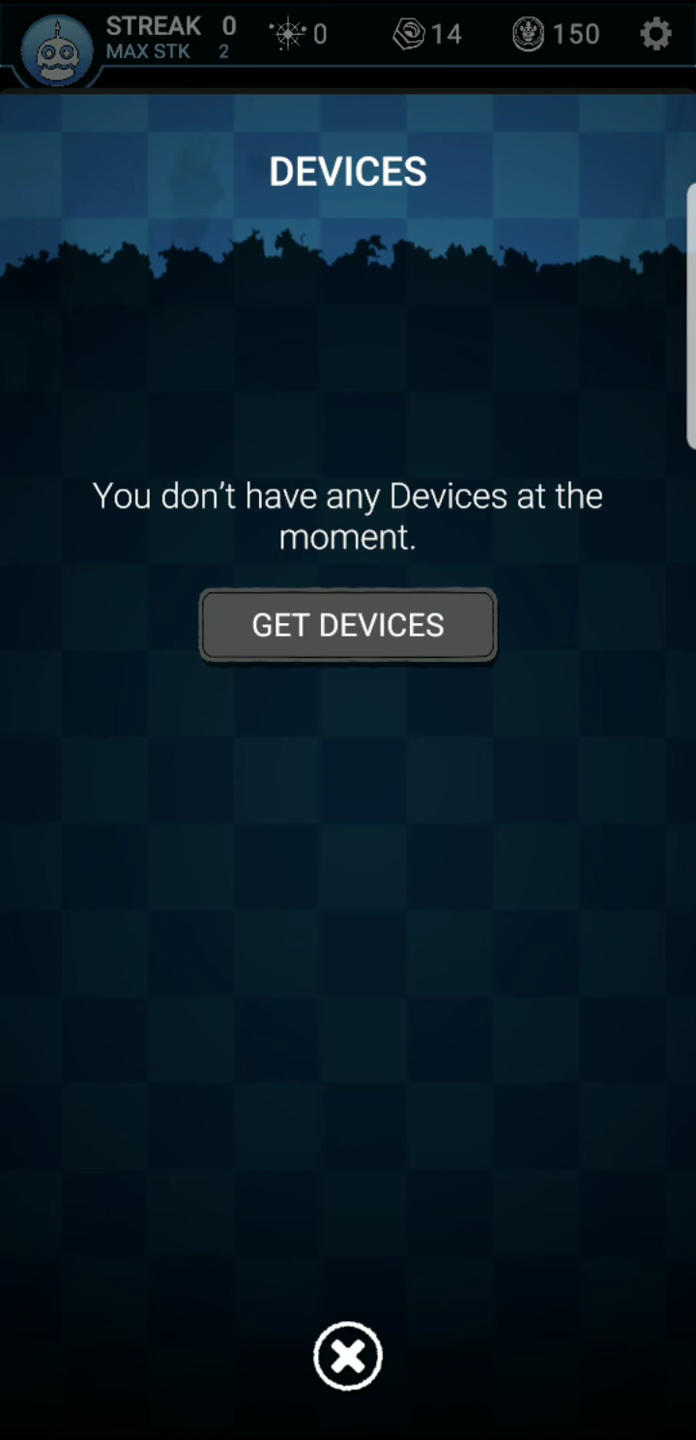 STREAK 0 0 14 150
MAX STK 2
DEVICES
You don’t have any Devices at the
moment.
GET DEVICES